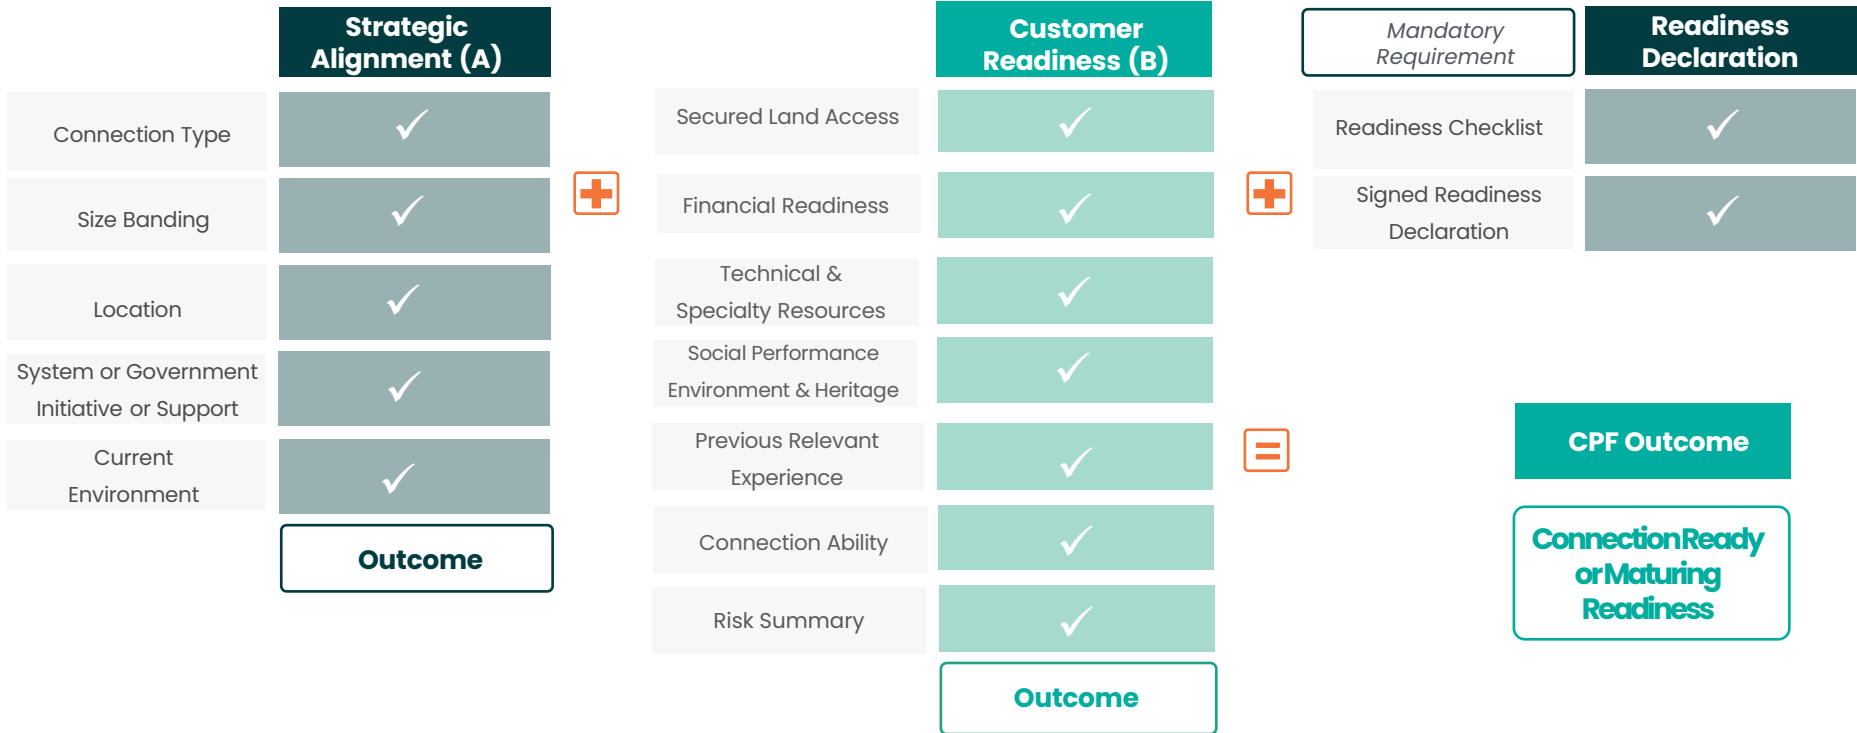 Strategic
Alignment (A)
Connection Type
✓
Size Banding
✓
Location
✓
System or Government
Initiative or Support
✓
Current
Environment
✓
Outcome
Customer
Readiness (B)
Secured Land Access
✓
Financial Readiness
✓
Technical &
Specialty Resources
✓
Social Performance
Environment & Heritage
✓
Previous Relevant
Experience
✓
Connection Ability
✓
Risk Summary
✓
Outcome
Mandatory
Requirement
Readiness
Declaration
Readiness Checklist
✓
Signed Readiness
Declaration
✓
CPF Outcome
Connection Ready
or Maturing
Readiness